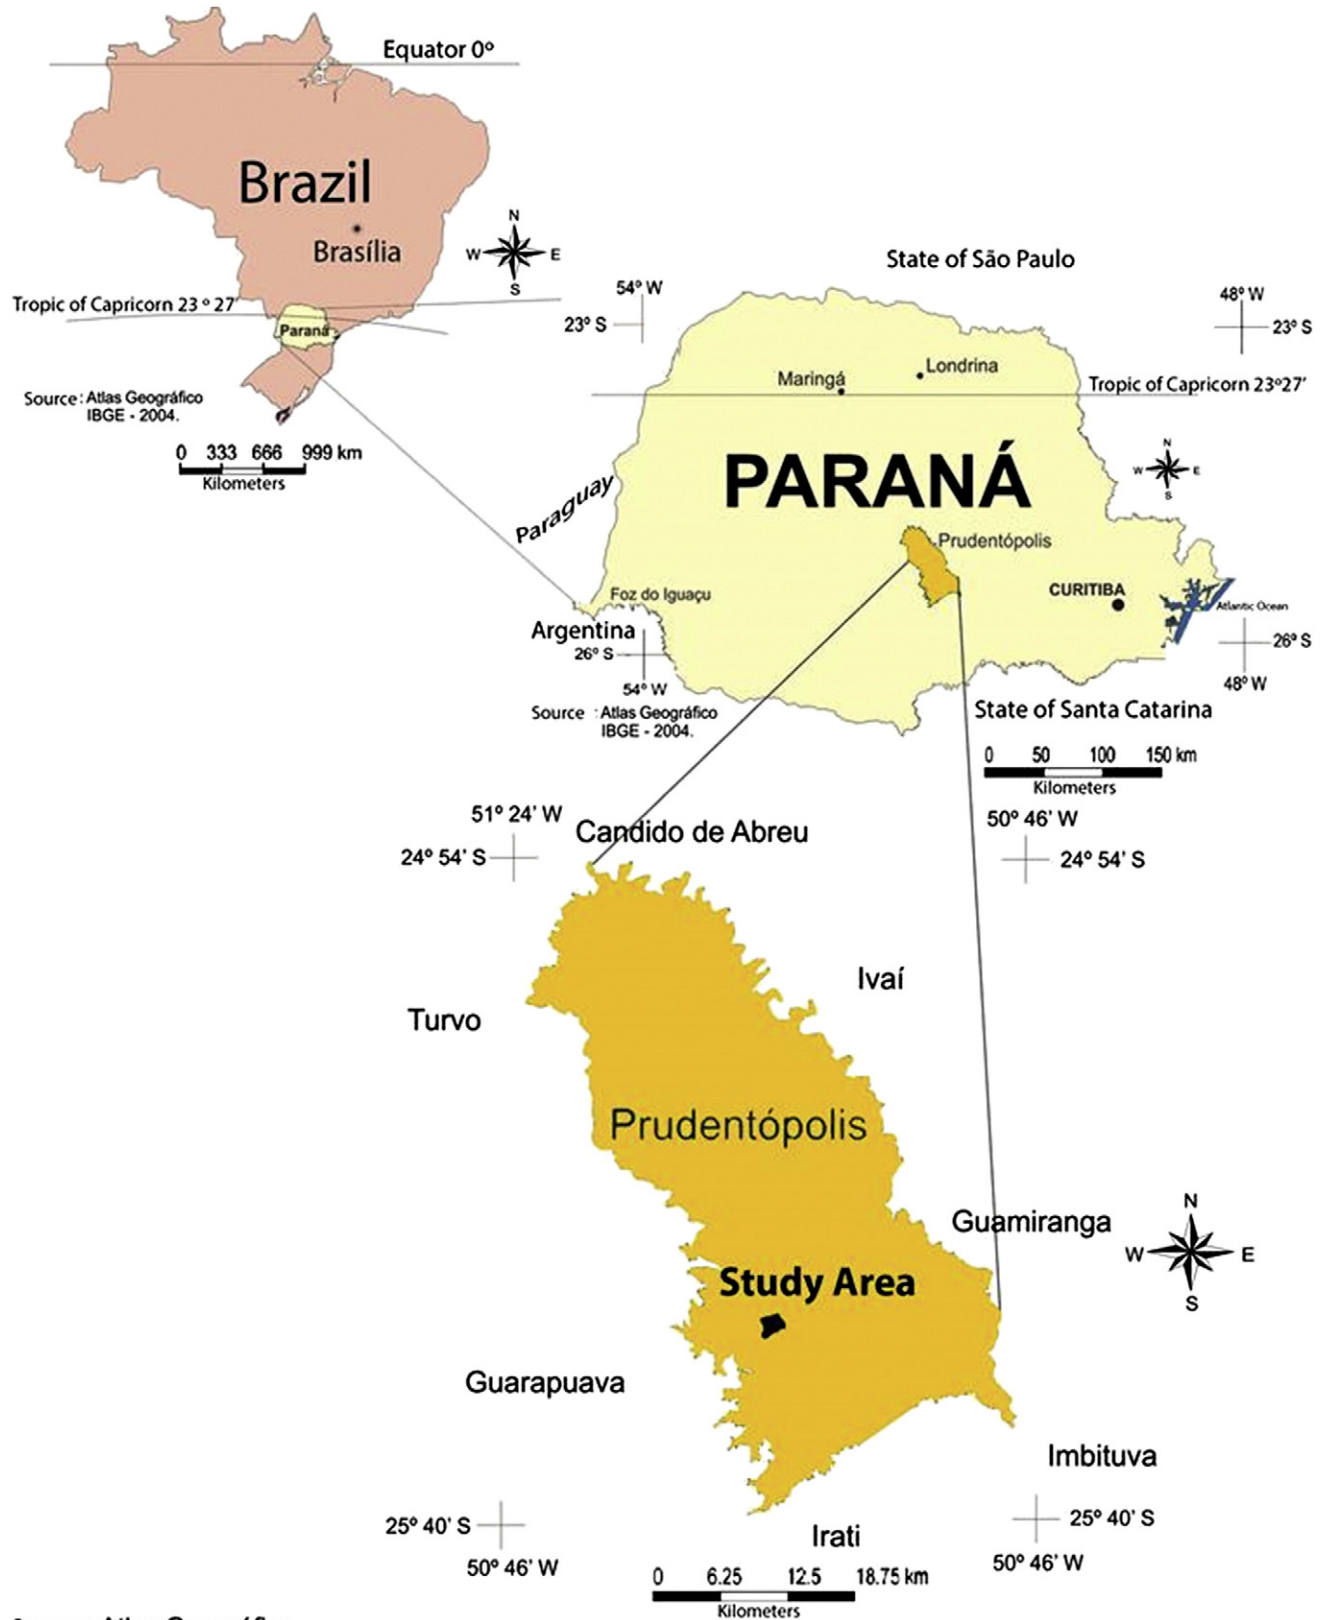 Equator 0º
Brazil
Brasília
N
W E
S
Tropic of Capricorn 23 º 27'
Paraná
Source : Atlas Geográfico
IBGE - 2004.
0 333 666 999 km
Kilometers
State of São Paulo
54º W
23º S
48º W
23º S
Londrina
Maringá
Tropic of Capricorn 23º27'
PARANÁ
N
W E
S
Paraguay
Prudentópolis
CURITIBA
Foz do Iguaçu
Atlantic Ocean
Argentina
26º S
54º W
26º S
48º W
Source : Atlas Geográfico
IBGE - 2004.
State of Santa Catarina
0 50 100 150 km
Kilometers
51º 24' W
24º 54' S
Candido de Abreu
50º 46' W
24º 54' S
Ivaí
Turvo
Prudentópolis
Guamiranga
N
W E
S
Study Area
Guarapuava
Imbituva
25º 40' S
50º 46' W
Irati
25º 40' S
50º 46' W
0 6.25 12.5 18.75 km
Kilometers